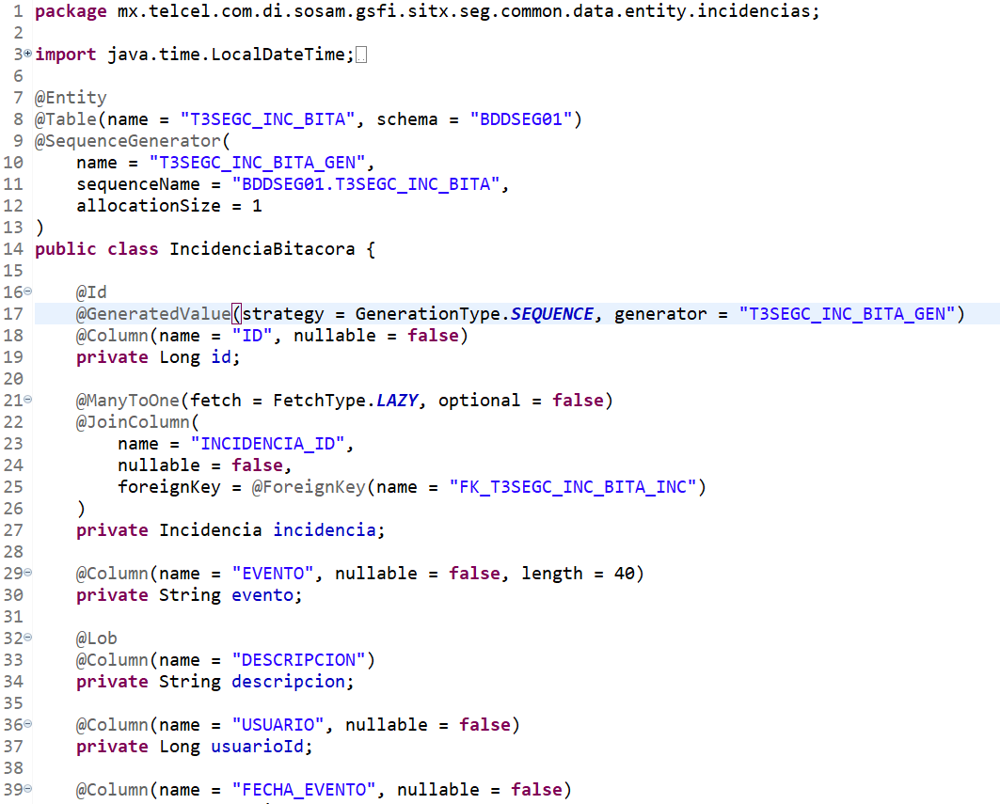 1 package mx.telcel.com.di.sosam.gsfi.sitx.seg.common.data.entity.incidencias;
2
3 import java.time.LocalDateTime;
6
7 @Entity
8 @Table(name = "T3SEGC_INC_BITA", schema = "BDDSEG01")
9 @SequenceGenerator(
10     name = "T3SEGC_INC_BITA_GEN",
11     sequenceName = "BDDSEG01.T3SEGC_INC_BITA",
12     allocationSize = 1
13 )
14 public class IncidenciaBitacora {
15
16     @Id
17     @GeneratedValue(strategy = GenerationType.SEQUENCE, generator = "T3SEGC_INC_BITA_GEN")
18     @Column(name = "ID", nullable = false)
19     private Long id;
20
21     @ManyToOne(fetch = FetchType.LAZY, optional = false)
22     @JoinColumn(
23         name = "INCIDENCIA_ID",
24         nullable = false,
25         foreignKey = @ForeignKey(name = "FK_T3SEGC_INC_BITA_INC")
26     )
27     private Incidencia incidencia;
28
29     @Column(name = "EVENTO", nullable = false, length = 40)
30     private String evento;
31
32     @Lob
33     @Column(name = "DESCRIPCION")
34     private String descripcion;
35
36     @Column(name = "USUARIO", nullable = false)
37     private Long usuarioId;
38
39     @Column(name = "FECHA_EVENTO", nullable = false)